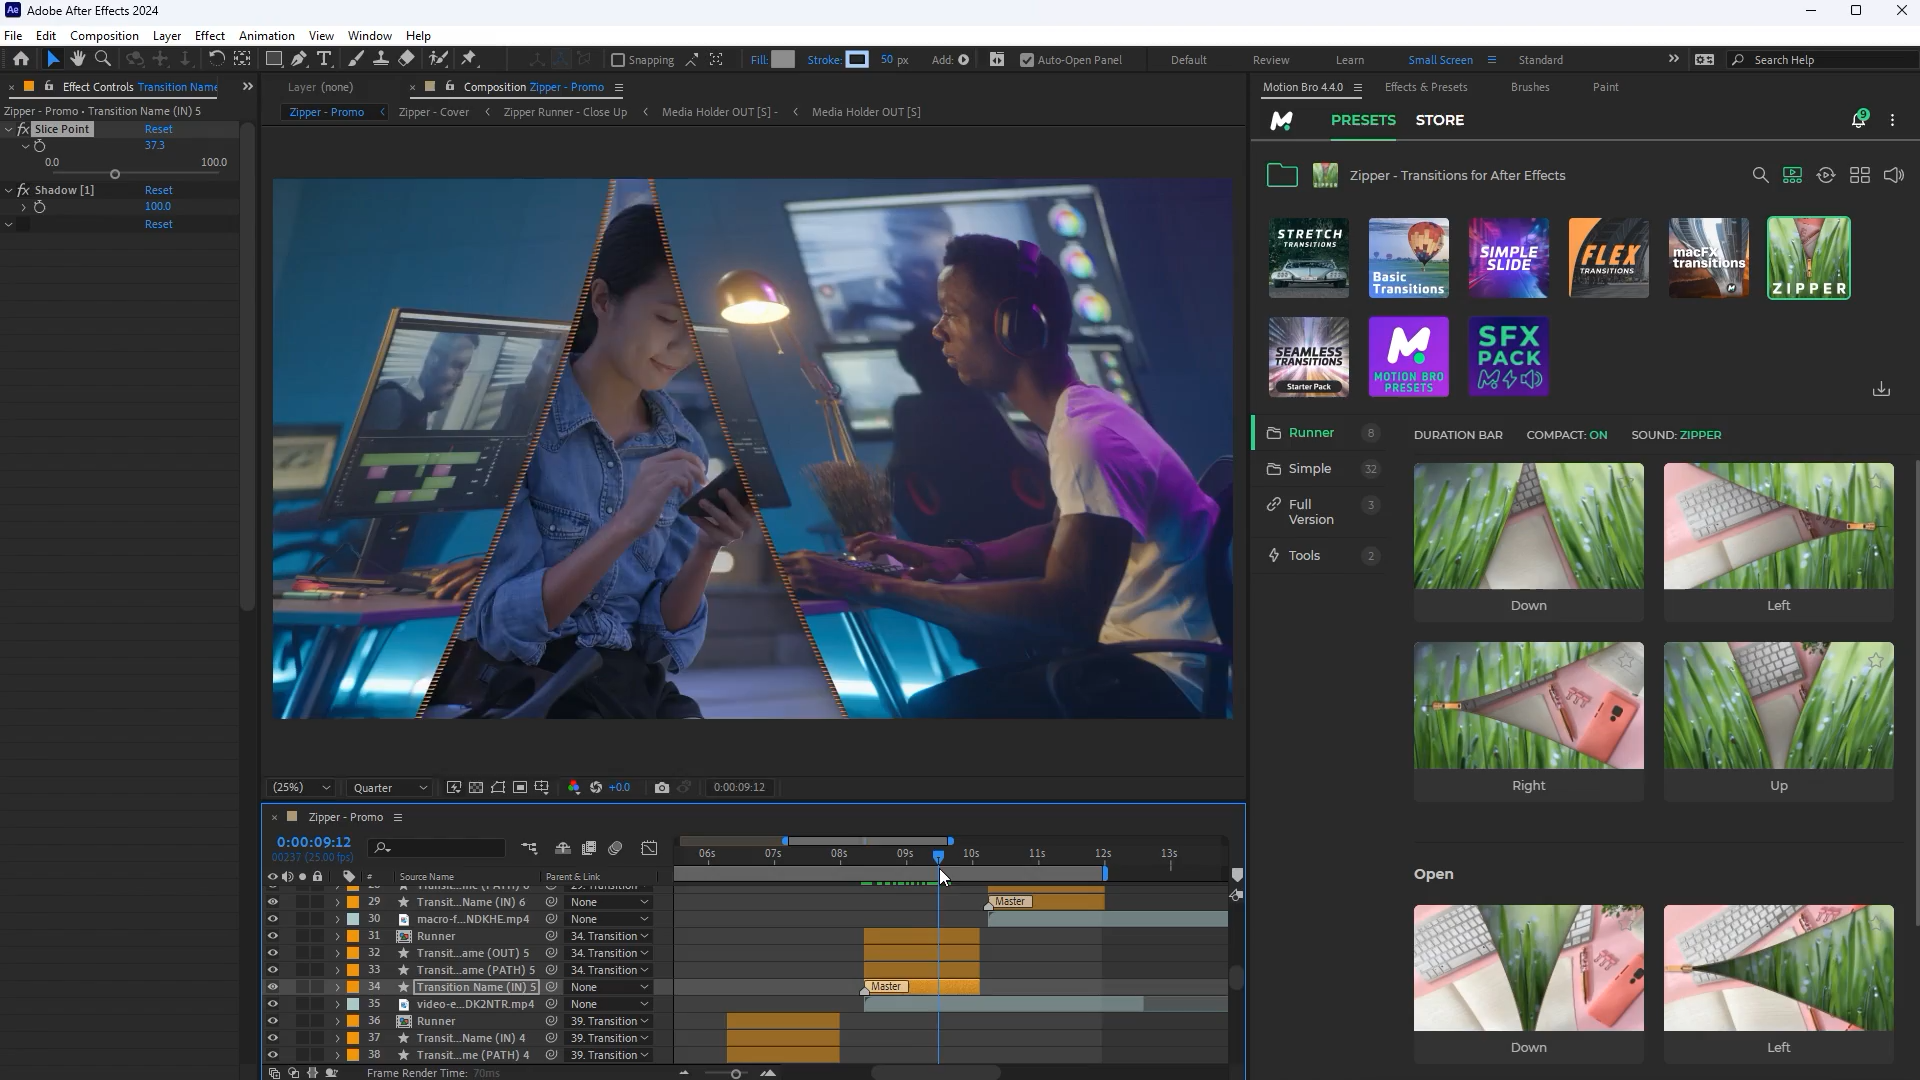 Ae Adobe After Effects 2024
File Edit Composition Layer Effect Animation View Window Help
Snapping Fill: Stroke: 50 px Add: Auto-Open Panel Default Review Learn Small Screen Standard Search Help
Effect Controls Transition Name
Zipper - Promo • Transition Name (IN) 5
fx Slice Point Reset
37.3
0.0 100.0
fx Shadow [1] Reset
100.0
Reset
Layer (none) Composition Zipper - Promo
Zipper - Promo Zipper - Cover Zipper Runner - Close Up Media Holder OUT [S] - Media Holder OUT [S]
(25%) Quarter +0.0 0:00:09:12
Zipper - Promo
0:00:09:12
00237 (25.00 fps)
06s 07s 08s 09s 10s 11s 12s 13s
# Source Name Parent & Link
29 Transit...Name (IN) 6 None Master
30 macro-f...NDKHE.mp4 None
31 Runner 34. Transition
32 Transit...ame (OUT) 5 34. Transition
33 Transit...ame (PATH) 5 34. Transition
34 Transition Name (IN) 5 None Master
35 video-e...DK2NTR.mp4 None
36 Runner 39. Transition
37 Transit...Name (IN) 4 39. Transition
38 Transit...me (PATH) 4 39. Transition
Frame Render Time: 70ms
Motion Bro 4.4.0 Effects & Presets Brushes Paint
PRESETS STORE
Zipper - Transitions for After Effects
STRETCH
TRANSITIONS
Basic
Transitions
SIMPLE
SLIDE
FLEX
TRANSITIONS
macFX
transitions
ZIPPER
SEAMLESS
TRANSITIONS
Starter Pack
MOTION BRO
PRESETS
SFX
PACK
Runner 8
Simple 32
Full
Version 3
Tools 2
DURATION BAR COMPACT: ON SOUND: ZIPPER
Down Left
Right Up
Open
Down Left